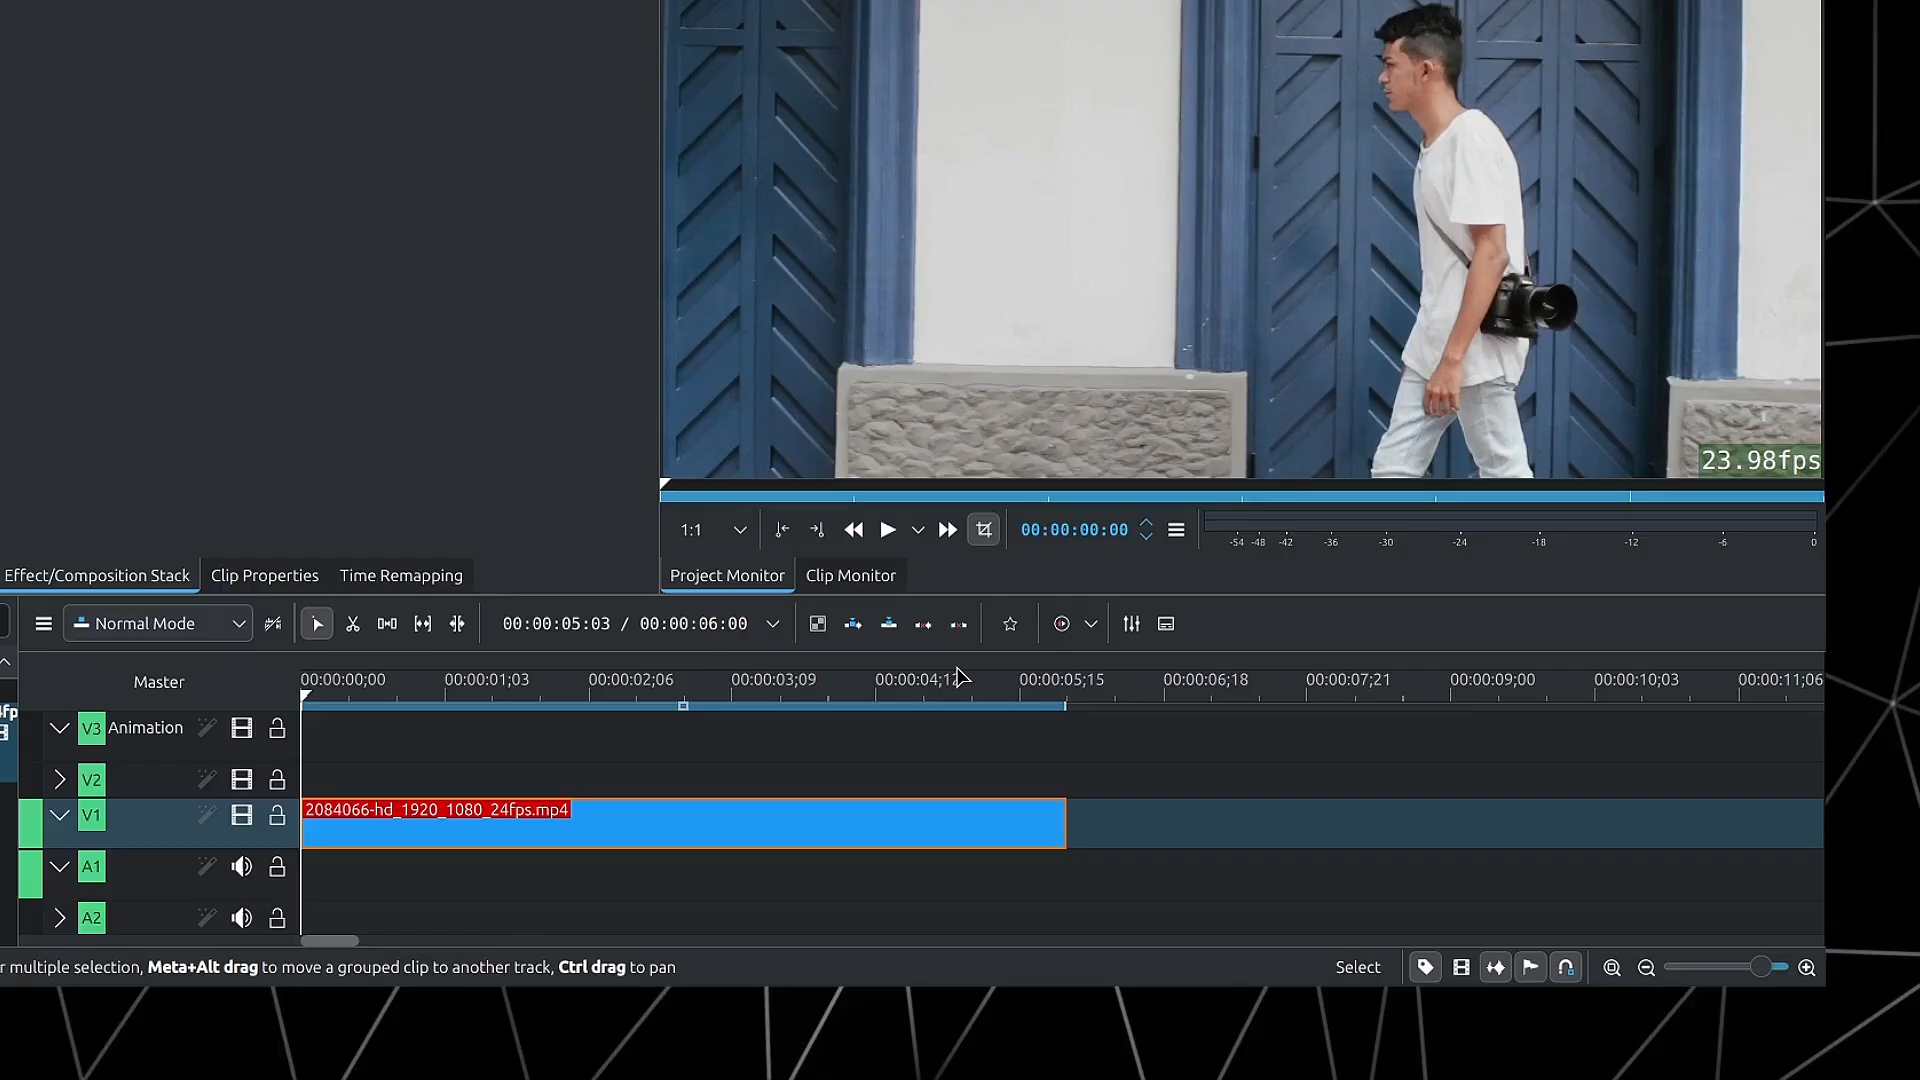 23.98fps
1:1
00:00:00:00
-54 -48 -42 -36 -30 -24 -18 -12 -6 0
Effect/Composition Stack Clip Properties Time Remapping
Project Monitor Clip Monitor
Normal Mode
00:00:05:03 / 00:00:06:00
Master
00:00:00;00 00:00:01;03 00:00:02;06 00:00:03;09 00:00:04;12 00:00:05;15 00:00:06;18 00:00:07;21 00:00:09;00 00:00:10;03 00:00:11;06
4fp
V3 Animation
V2
V1
2084066-hd_1920_1080_24fps.mp4
A1
A2
r multiple selection, Meta+Alt drag to move a grouped clip to another track, Ctrl drag to pan
Select